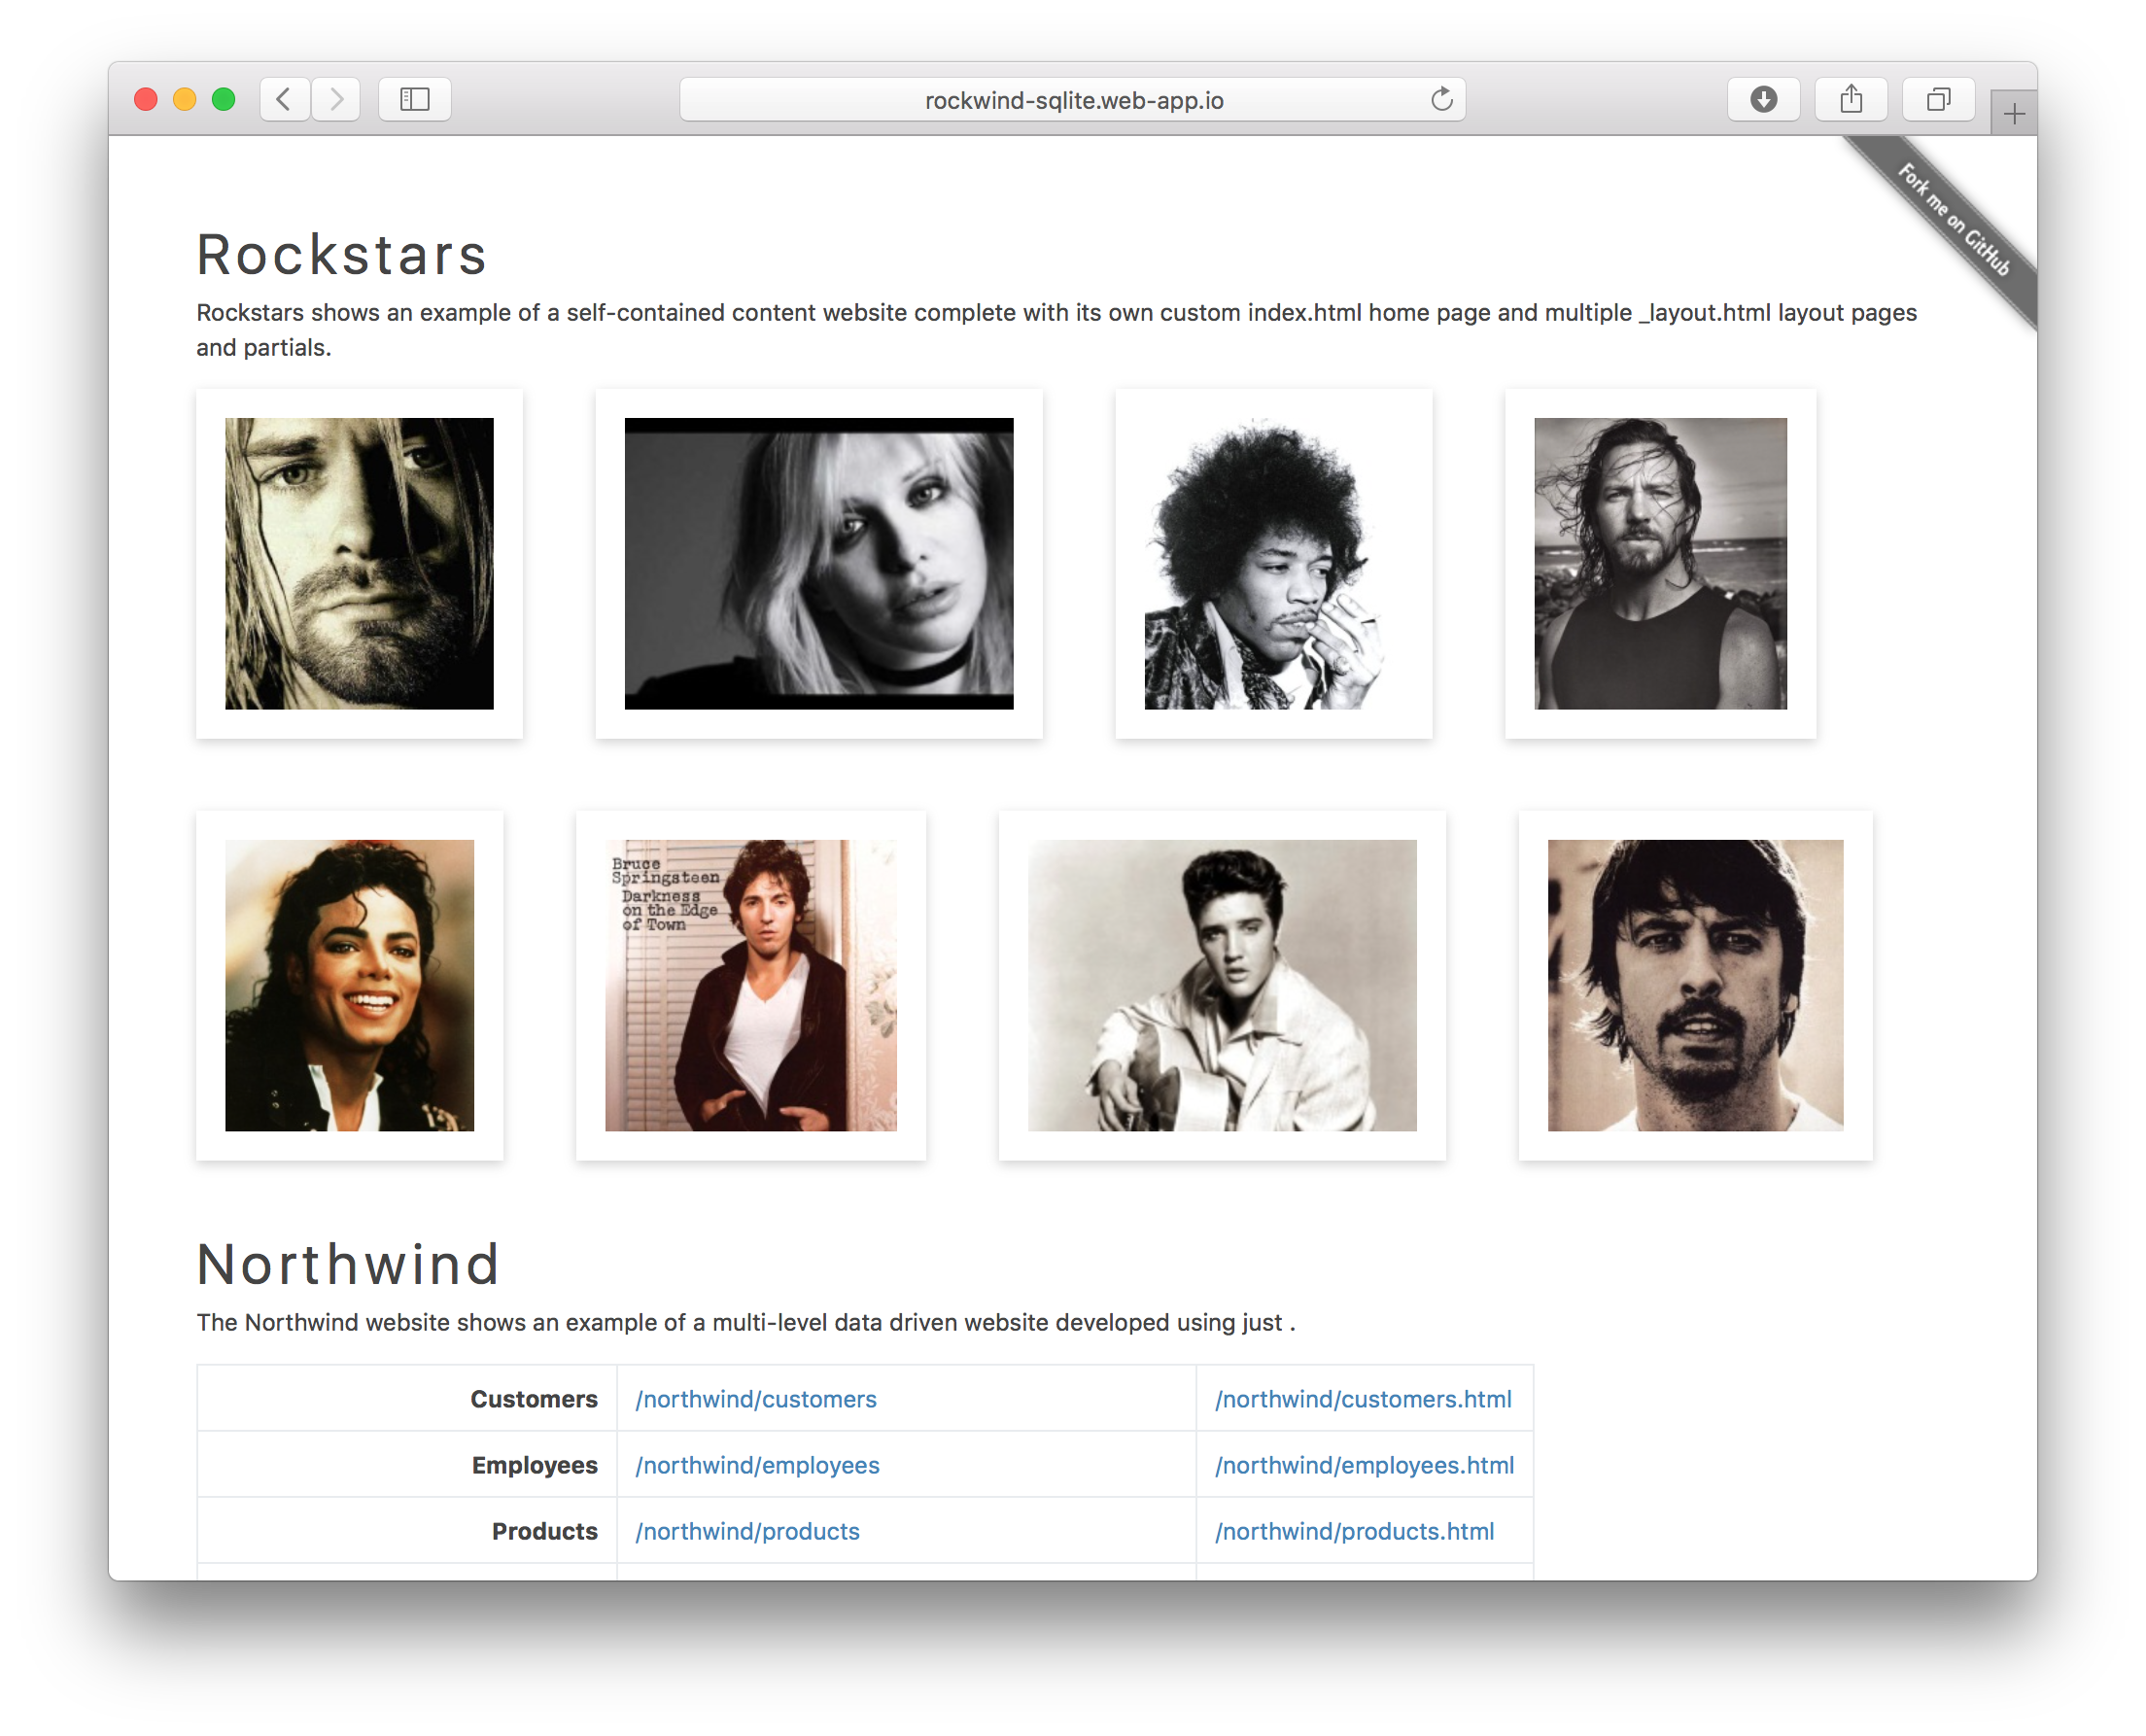 rockwind-sqlite.web-app.io
Fork me on GitHub
Rockstars
Rockstars shows an example of a self-contained content website complete with its own custom index.html home page and multiple _layout.html layout pages
and partials.
Bruce
Springsteen
Darkness
on the Edge
of Town
Northwind
The Northwind website shows an example of a multi-level data driven website developed using just .
Customers /northwind/customers /northwind/customers.html
Employees /northwind/employees /northwind/employees.html
Products /northwind/products /northwind/products.html